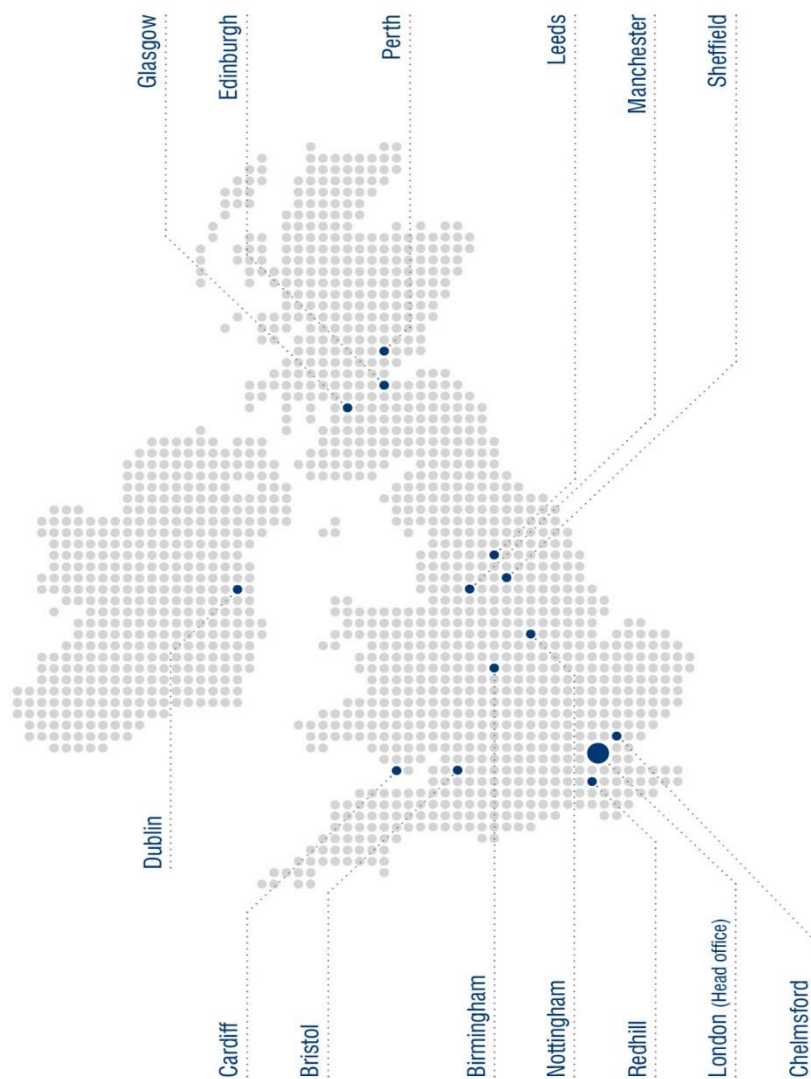 Glasgow
Edinburgh
Perth
Leeds
Manchester
Sheffield
Dublin
Cardiff
Bristol
Birmingham
Nottingham
Redhill
London (Head office)
Chelmsford